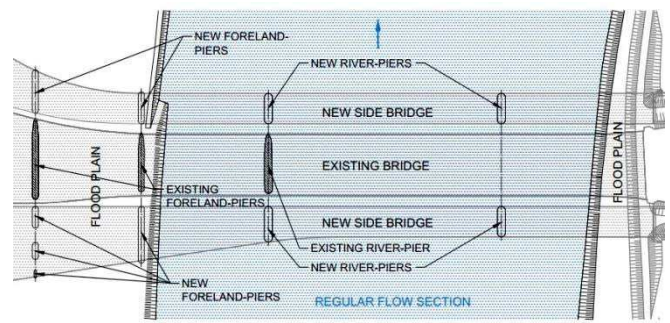 NEW FORELAND-
PIERS
NEW RIVER-PIERS
NEW SIDE BRIDGE
EXISTING BRIDGE
FLOOD PLAIN
FLOOD PLAIN
EXISTING
FORELAND-PIERS
NEW SIDE BRIDGE
EXISTING RIVER-PIER
NEW RIVER-PIERS
NEW
FORELAND-PIERS
REGULAR FLOW SECTION